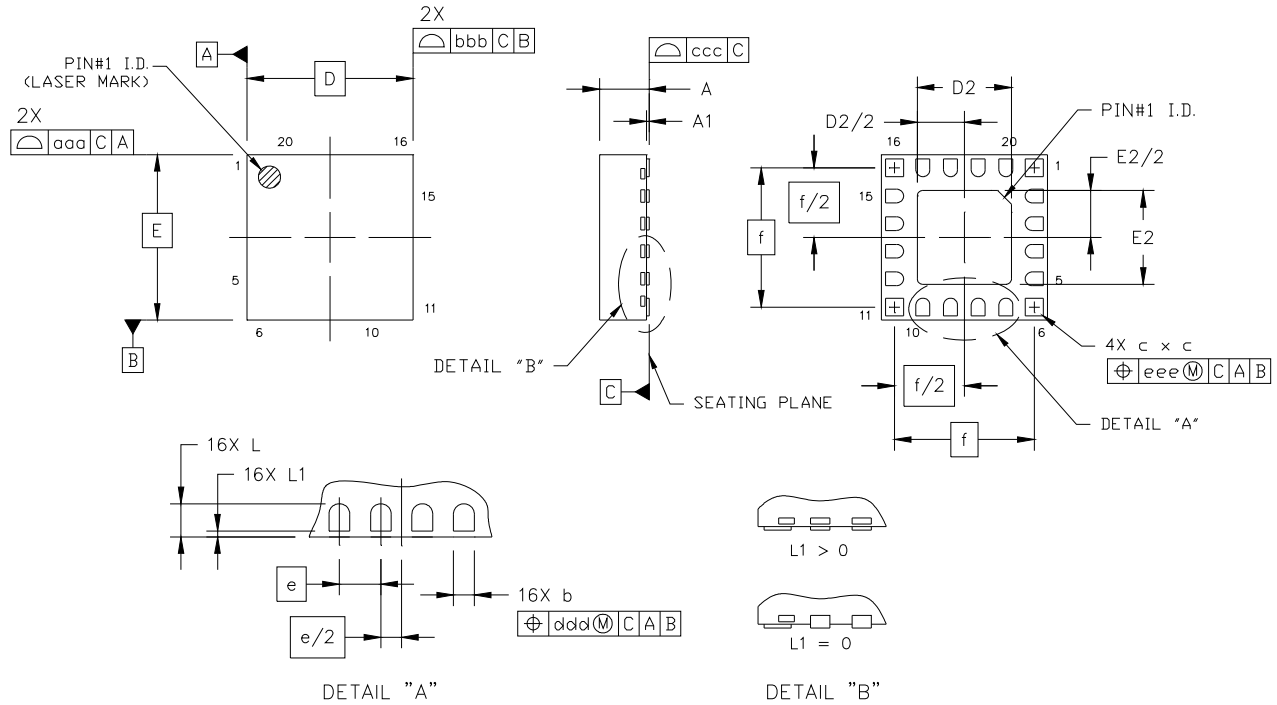 2X
bbb C B
A
PIN#1 I.D.
(LASER MARK)
D
2X
aaa C A
20
16
1
15
E
5
11
6
10
B
ccc C
A
A1
DETAIL "B"
C
SEATING PLANE
D2
D2/2
PIN#1 I.D.
16
20
1
E2/2
15
f/2
f
E2
5
11
10
6
4X c x c
⌖ eee Ⓜ C A B
f/2
DETAIL "A"
f
16X L
16X L1
e
16X b
⌖ ddd Ⓜ C A B
e/2
DETAIL "A"
L1 > 0
L1 = 0
DETAIL "B"